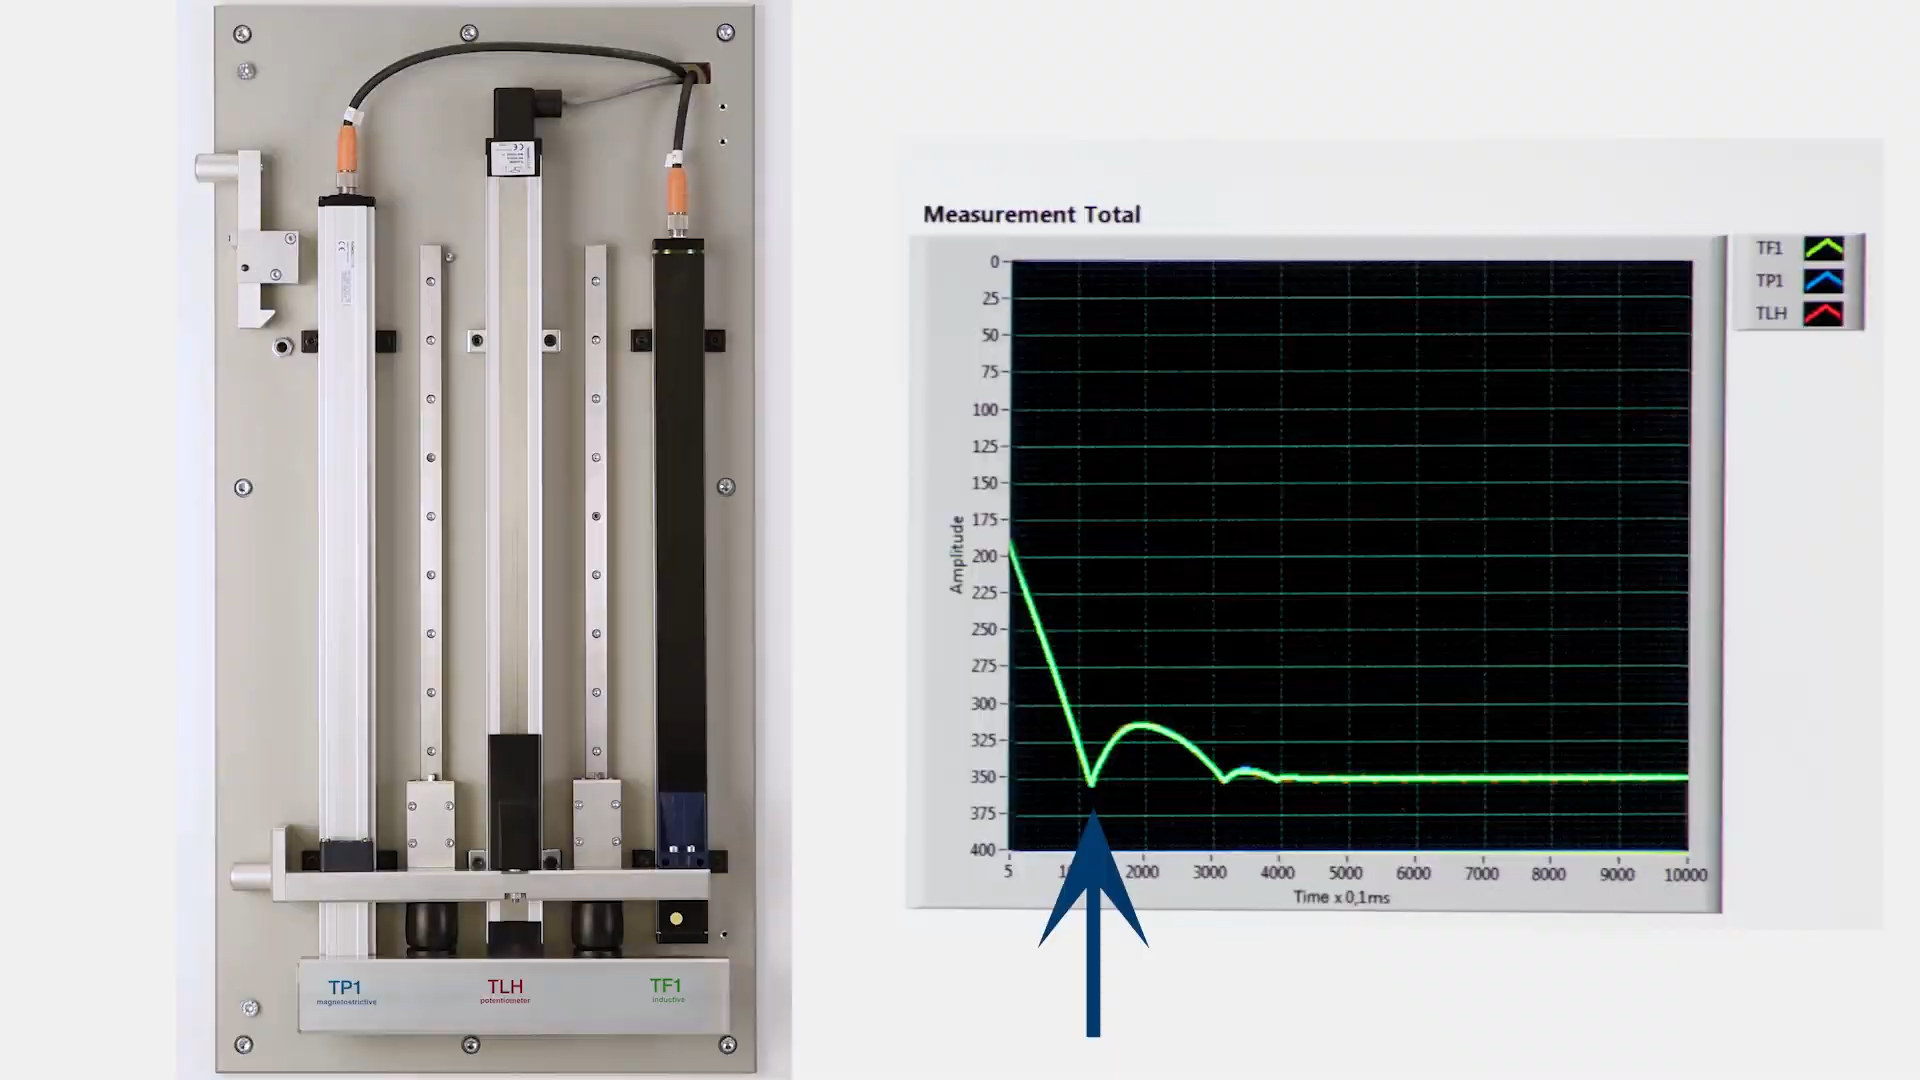 TP1
magnetostrictive
TLH
potentiometer
TF1
inductive
Measurement Total
TF1
TP1
TLH
Amplitude
0
25
50
75
100
125
150
175
200
225
250
275
300
325
350
375
400
5
2000
3000
4000
5000
6000
7000
8000
9000
10000
Time x 0,1ms